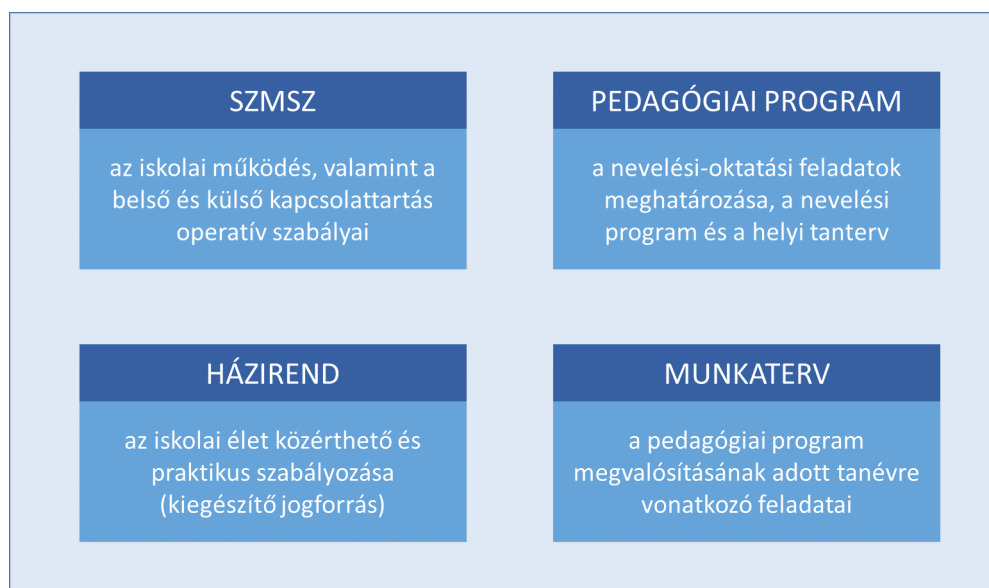 SZMSZ
az iskolai működés, valamint a
belső és külső kapcsolattartás
operatív szabályai
PEDAGÓGIAI PROGRAM
a nevelési-oktatási feladatok
meghatározása, a nevelési
program és a helyi tanterv
HÁZIREND
az iskolai élet közérthető és
praktikus szabályozása
(kiegészítő jogforrás)
MUNKATERV
a pedagógiai program
megvalósításának adott tanévre
vonatkozó feladatai